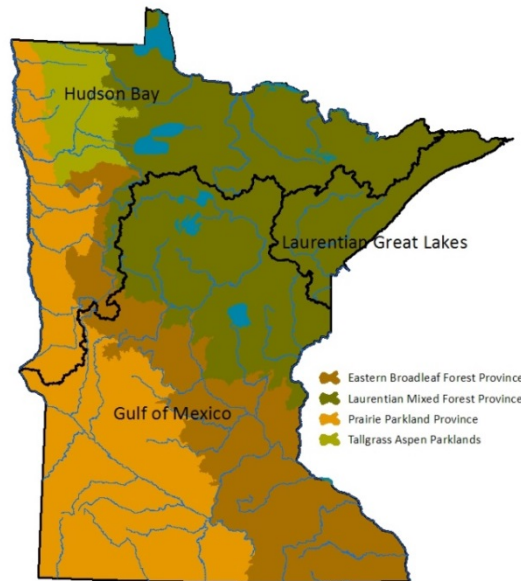 Hudson Bay
Laurentian Great Lakes
Eastern Broadleaf Forest Province
Laurentian Mixed Forest Province
Prairie Parkland Province
Tallgrass Aspen Parklands
Gulf of Mexico